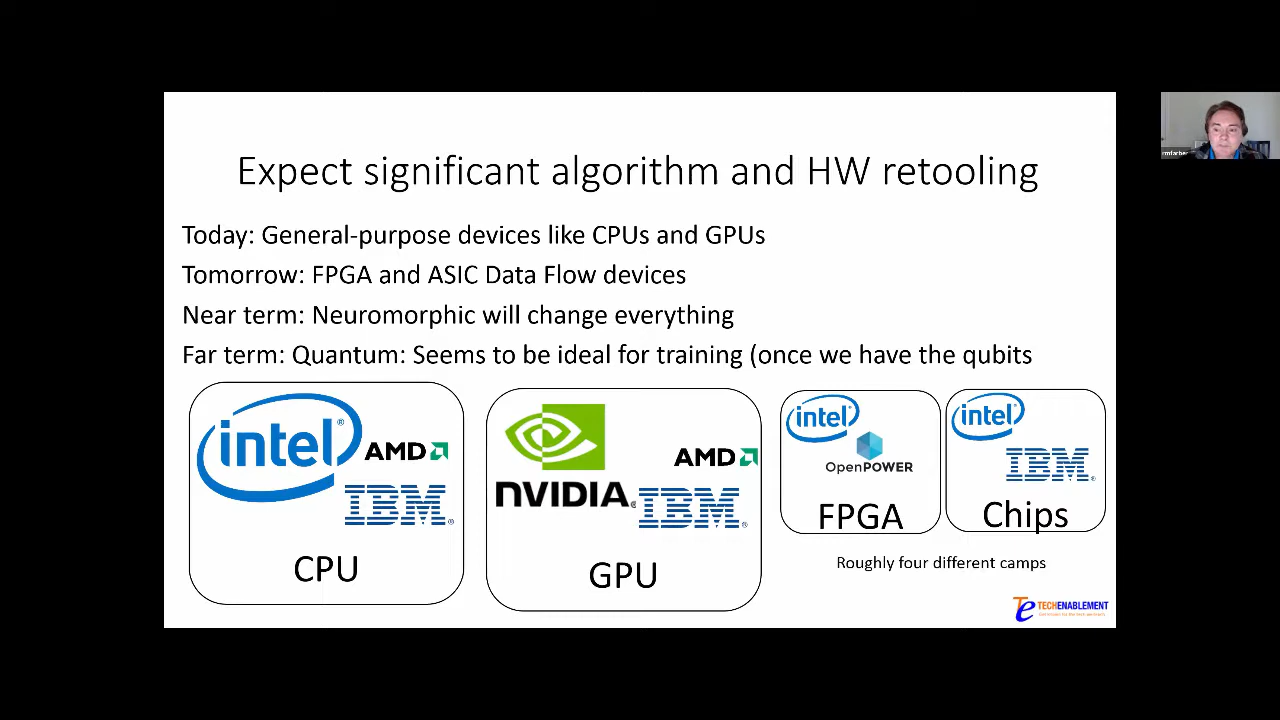 Expect significant algorithm and HW retooling
Today: General-purpose devices like CPUs and GPUs
Tomorrow: FPGA and ASIC Data Flow devices
Near term: Neuromorphic will change everything
Far term: Quantum: Seems to be ideal for training (once we have the qubits
intel®
AMD
IBM®
CPU
NVIDIA®
AMD
IBM®
GPU
intel
OpenPOWER
FPGA
intel
IBM®
Chips
Roughly four different camps
Te TECHENABLEMENT
rmfarber